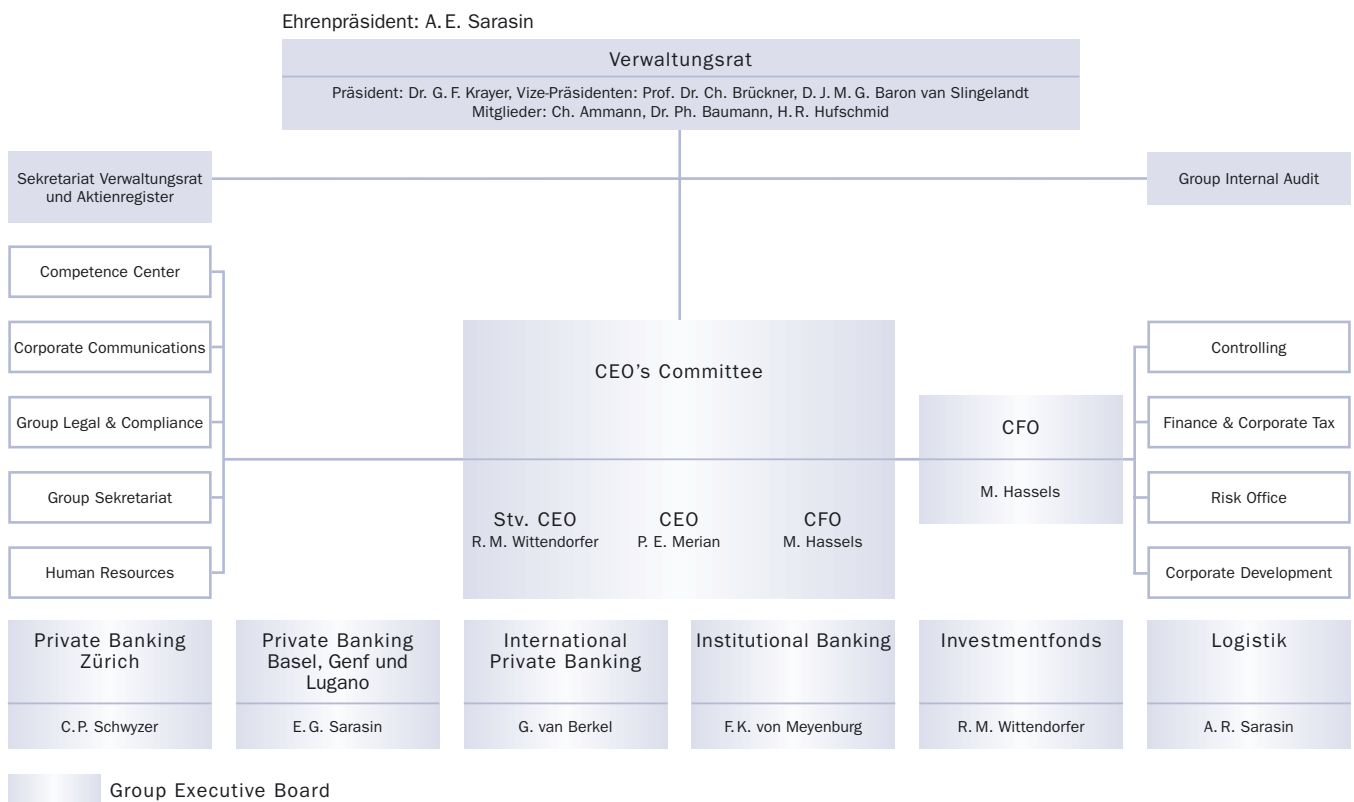 Ehrenpräsident: A. E. Sarasin
Verwaltungsrat
Präsident: Dr. G. F. Krayer, Vize-Präsidenten: Prof. Dr. Ch. Brückner, D. J. M. G. Baron van Slingelandt
Mitglieder: Ch. Ammann, Dr. Ph. Baumann, H. R. Hufschmid
Sekretariat Verwaltungsrat
und Aktienregister
Group Internal Audit
Competence Center
Corporate Communications
Group Legal & Compliance
Group Sekretariat
Human Resources
CEO’s Committee
Stv. CEO
R. M. Wittendorfer
CEO
P. E. Merian
CFO
M. Hassels
CFO
M. Hassels
Controlling
Finance & Corporate Tax
Risk Office
Corporate Development
Private Banking
Zürich
C. P. Schwyzer
Private Banking
Basel, Genf und
Lugano
E. G. Sarasin
International
Private Banking
G. van Berkel
Institutional Banking
F. K. von Meyenburg
Investmentfonds
R. M. Wittendorfer
Logistik
A. R. Sarasin
Group Executive Board